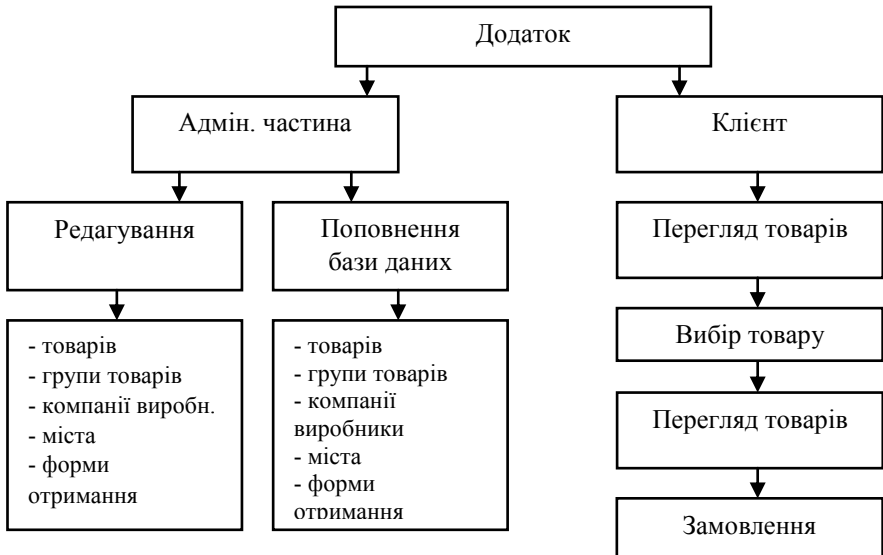 Додаток
Адмін. частина
Клієнт
Редагування
Поповнення
бази даних
Перегляд товарів
- товарів
- групи товарів
- компанії виробн.
- міста
- форми
отримання
- товарів
- групи товарів
- компанії
виробники
- міста
- форми
отримання
Вибір товару
Перегляд товарів
Замовлення